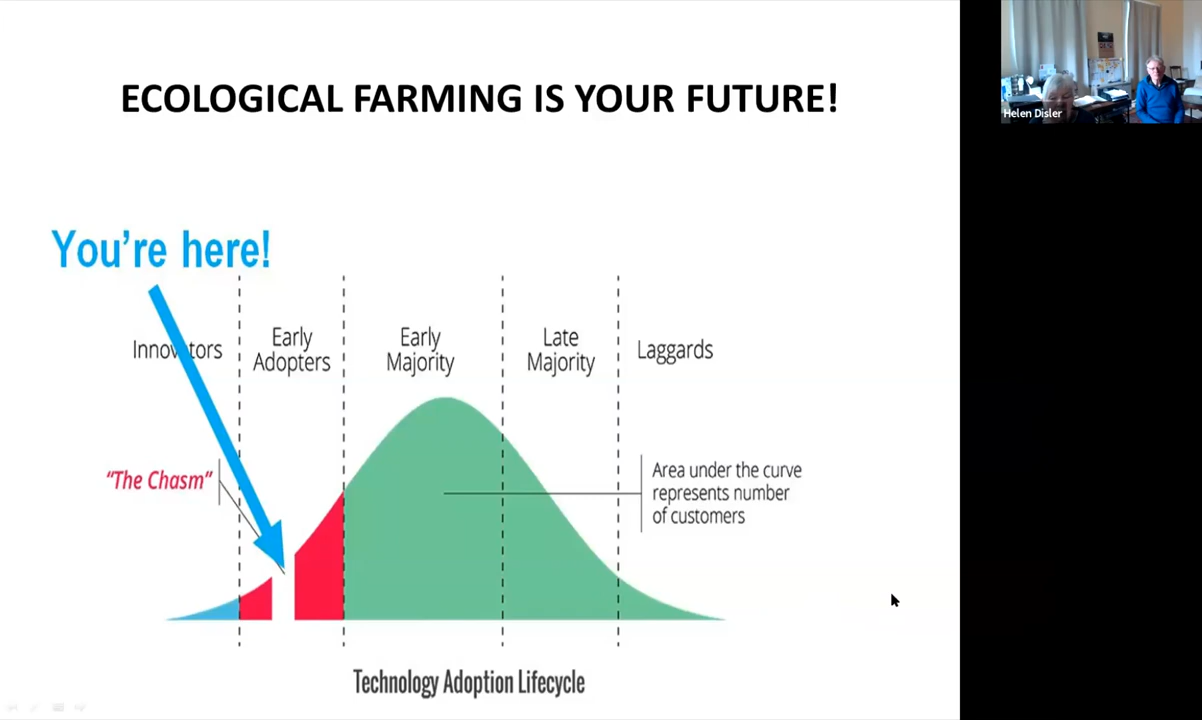 ECOLOGICAL FARMING IS YOUR FUTURE!
Helen Disler
You're here!
Innovators
Early
Adopters
Early
Majority
Late
Majority
Laggards
"The Chasm"
Area under the curve
represents number
of customers
Technology Adoption Lifecycle